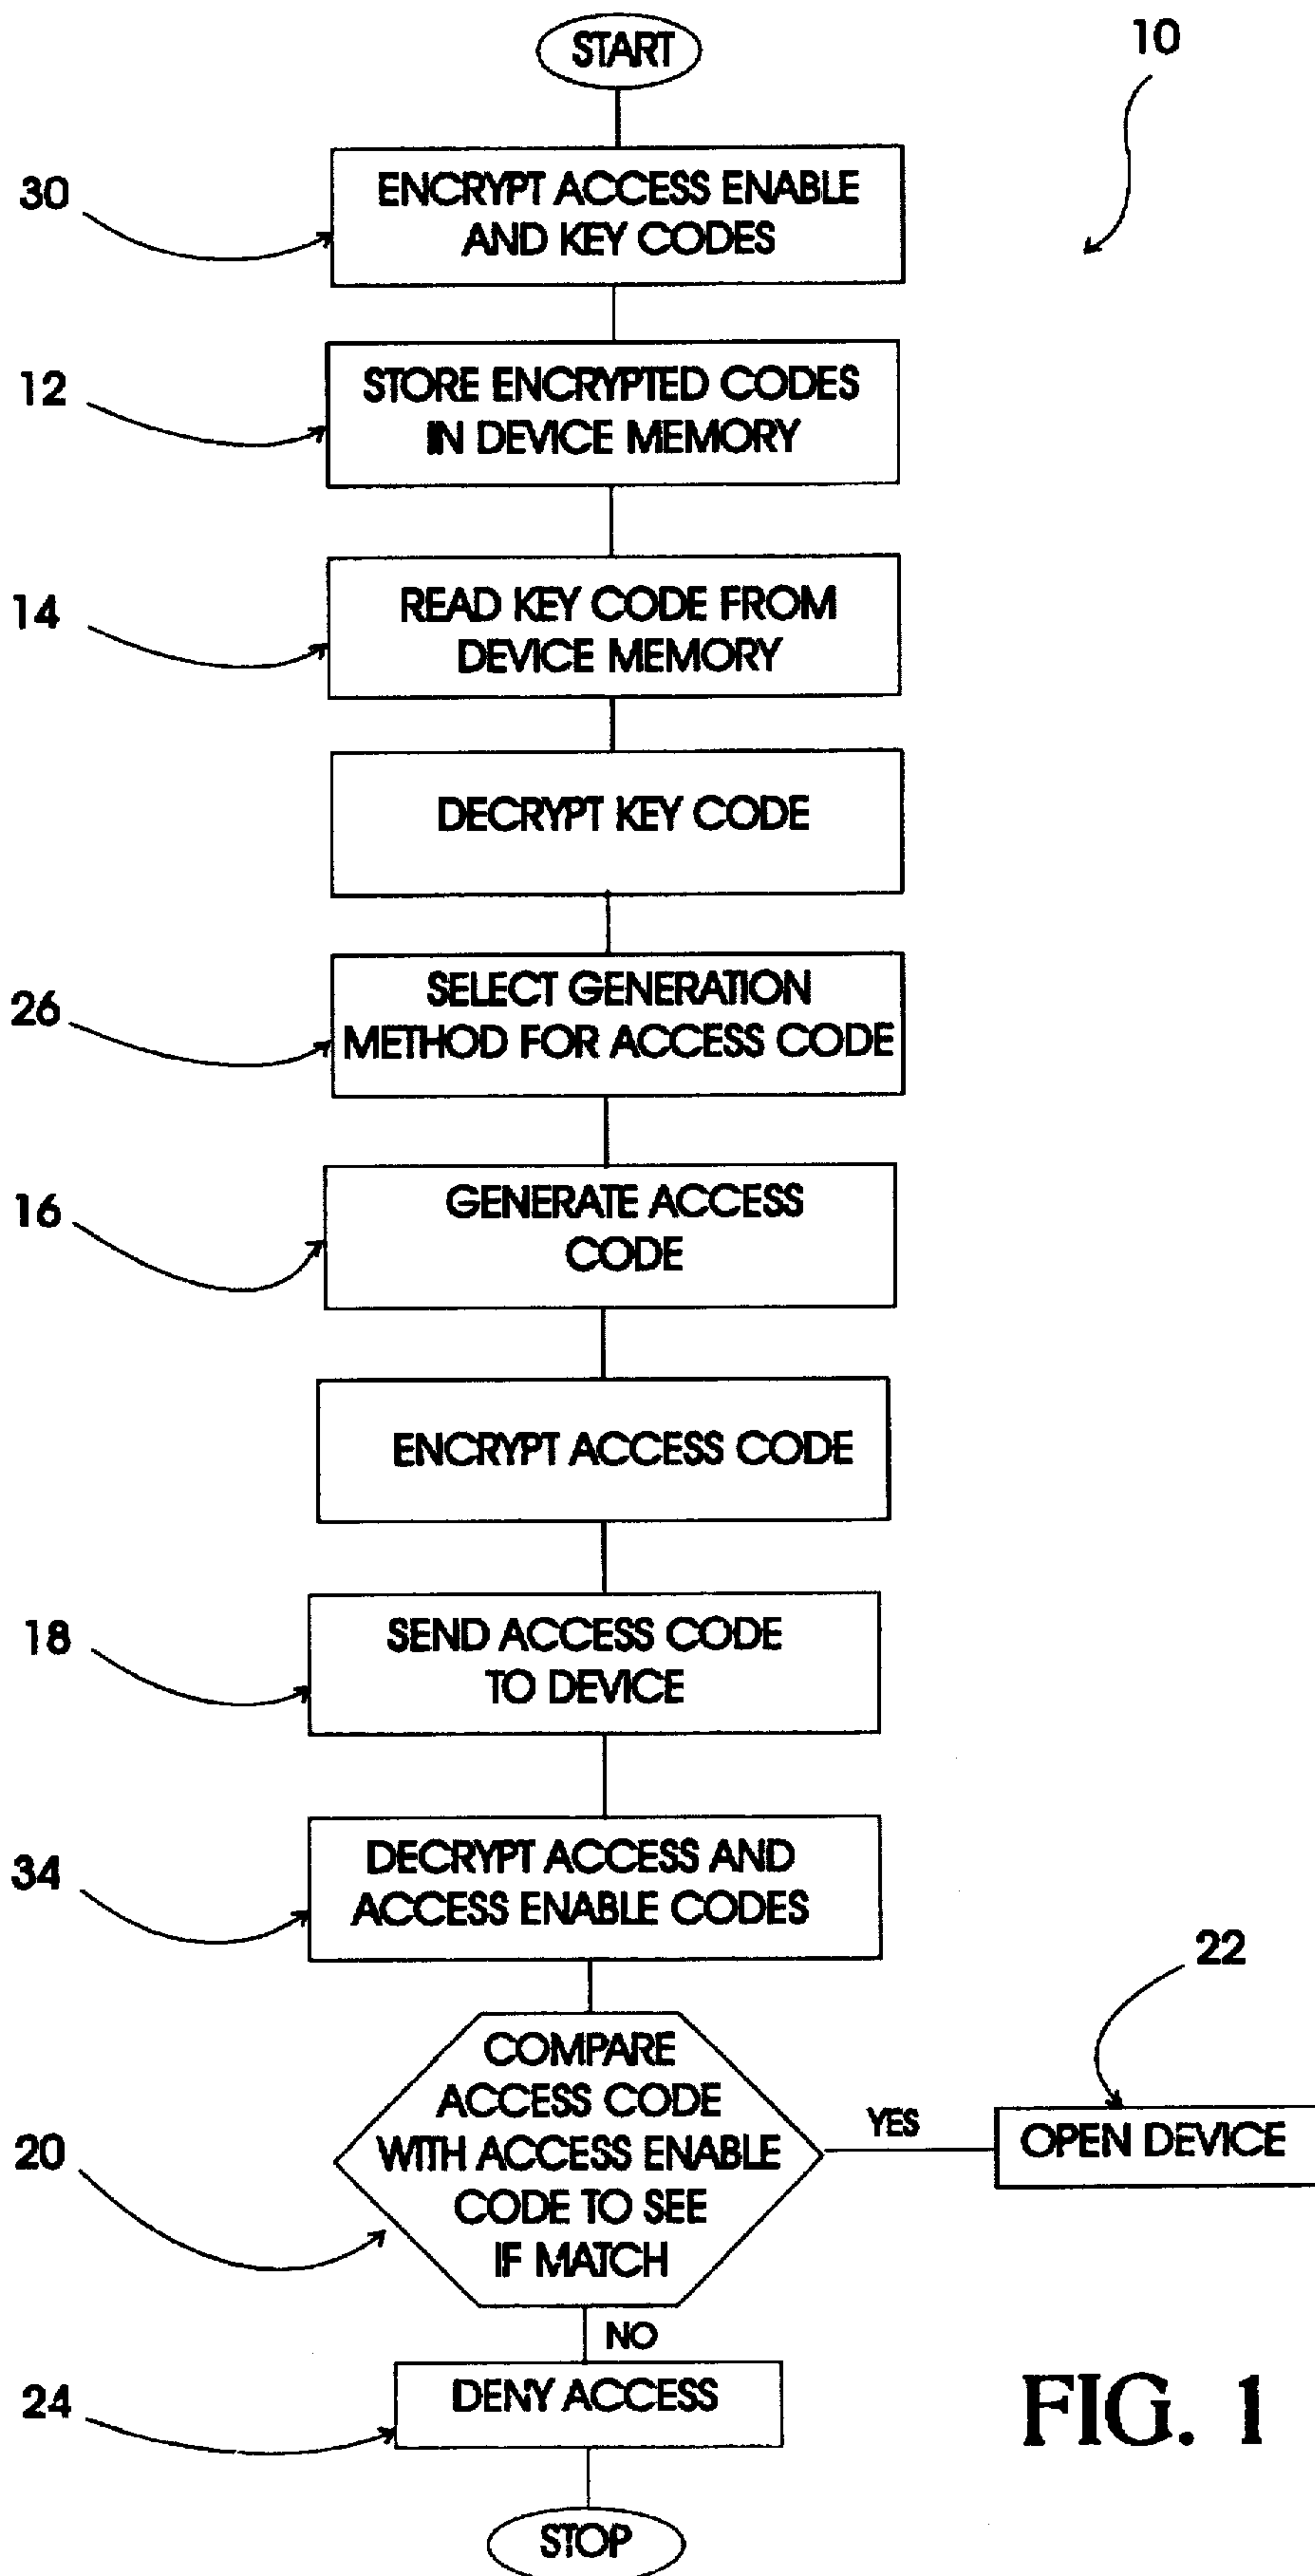 START
10
30
ENCRYPT ACCESS ENABLE
AND KEY CODES
12
STORE ENCRYPTED CODES
IN DEVICE MEMORY
14
READ KEY CODE FROM
DEVICE MEMORY
DECRYPT KEY CODE
26
SELECT GENERATION
METHOD FOR ACCESS CODE
16
GENERATE ACCESS
CODE
ENCRYPT ACCESS CODE
18
SEND ACCESS CODE
TO DEVICE
34
DECRYPT ACCESS AND
ACCESS ENABLE CODES
20
COMPARE
ACCESS CODE
WITH ACCESS ENABLE
CODE TO SEE
IF MATCH
YES
22
OPEN DEVICE
NO
24
DENY ACCESS
STOP
FIG. 1